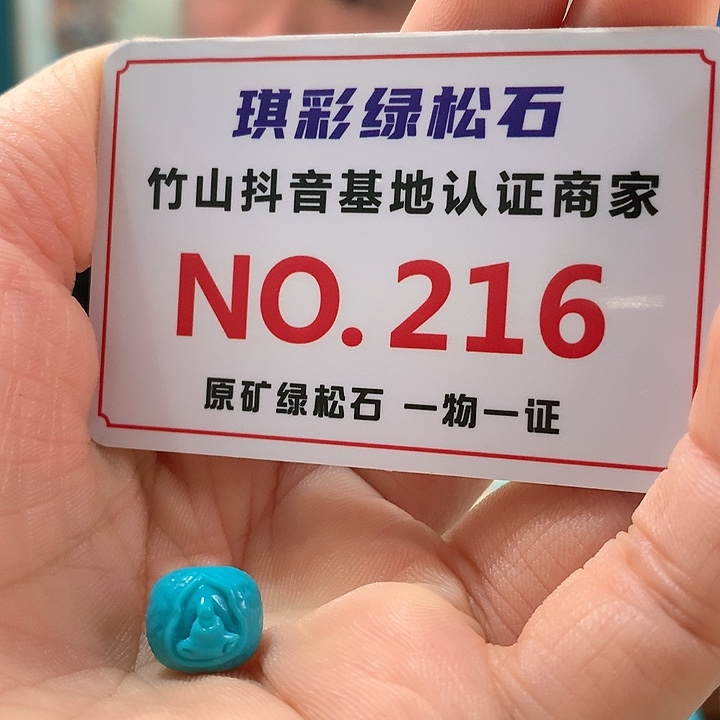 琪彩绿松石
竹山抖音基地认证商家
NO.216
原矿绿松石 一物一证